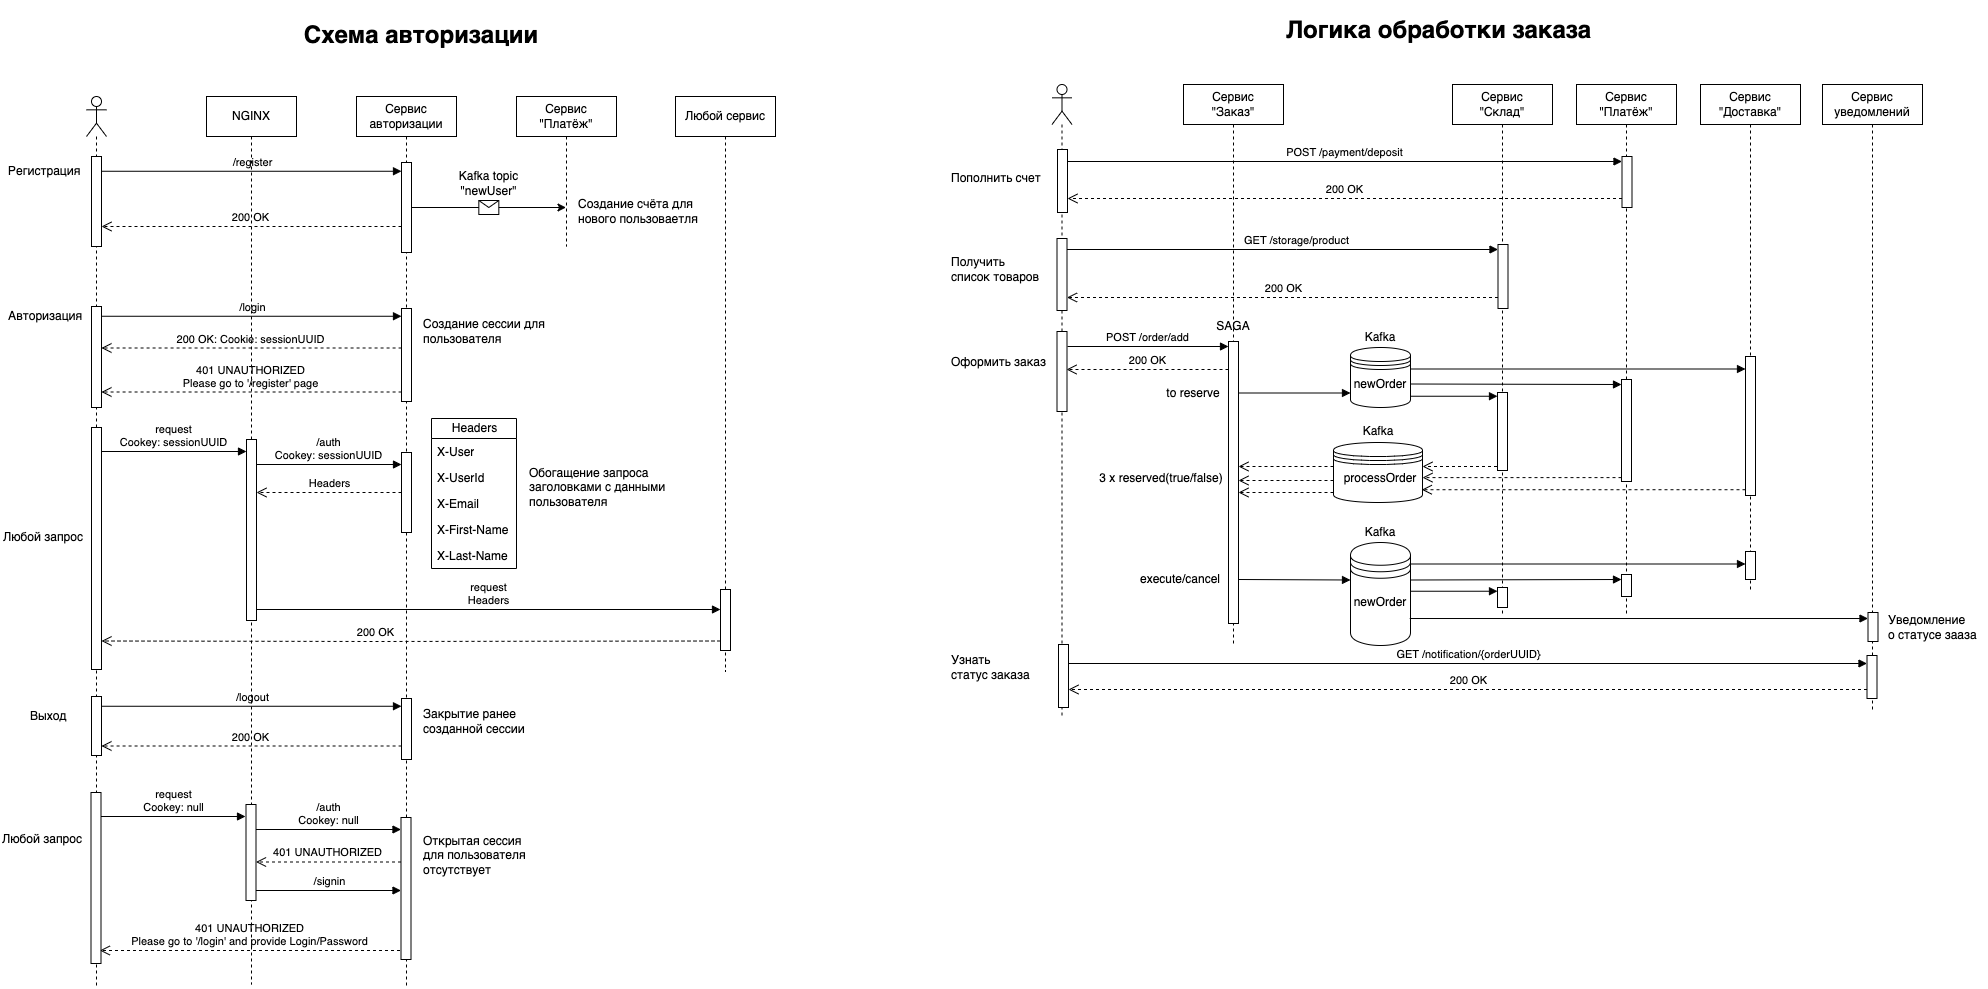 Схема авторизации
NGINX
Сервис
авторизации
Сервис
"Платёж"
Любой сервис
Регистрация
/register
Kafka topic
"newUser"
Создание счёта для
нового пользоваетля
200 OK
Авторизация
/login
Создание сессии для
пользователя
200 OK: Cookie: sessionUUID
401 UNAUTHORIZED
Please go to '/register' page
request
Cookey: sessionUUID
/auth
Cookey: sessionUUID
Headers
Headers
X-User
X-UserId
X-Email
X-First-Name
X-Last-Name
Обогащение запроса
заголовками с данными
пользователя
Любой запрос
request
Headers
200 OK
Выход
/logout
Закрытие ранее
созданной сессии
200 OK
Любой запрос
request
Cookey: null
/auth
Cookey: null
401 UNAUTHORIZED
Открытая сессия
для пользователя
отсутствует
/signin
401 UNAUTHORIZED
Please go to '/login' and provide Login/Password
Логика обработки заказа
Сервис
"Заказ"
Сервис
"Склад"
Сервис
"Платёж"
Сервис
"Доставка"
Сервис
уведомлений
Пополнить счет
POST /payment/deposit
200 OK
Получить
список товаров
GET /storage/product
200 OK
Оформить заказ
SAGA
POST /order/add
200 OK
to reserve
Kafka
newOrder
Kafka
processOrder
3 x reserved(true/false)
Kafka
newOrder
execute/cancel
Уведомление
о статусе зааза
Узнать
статус заказа
GET /notification/{orderUUID}
200 OK